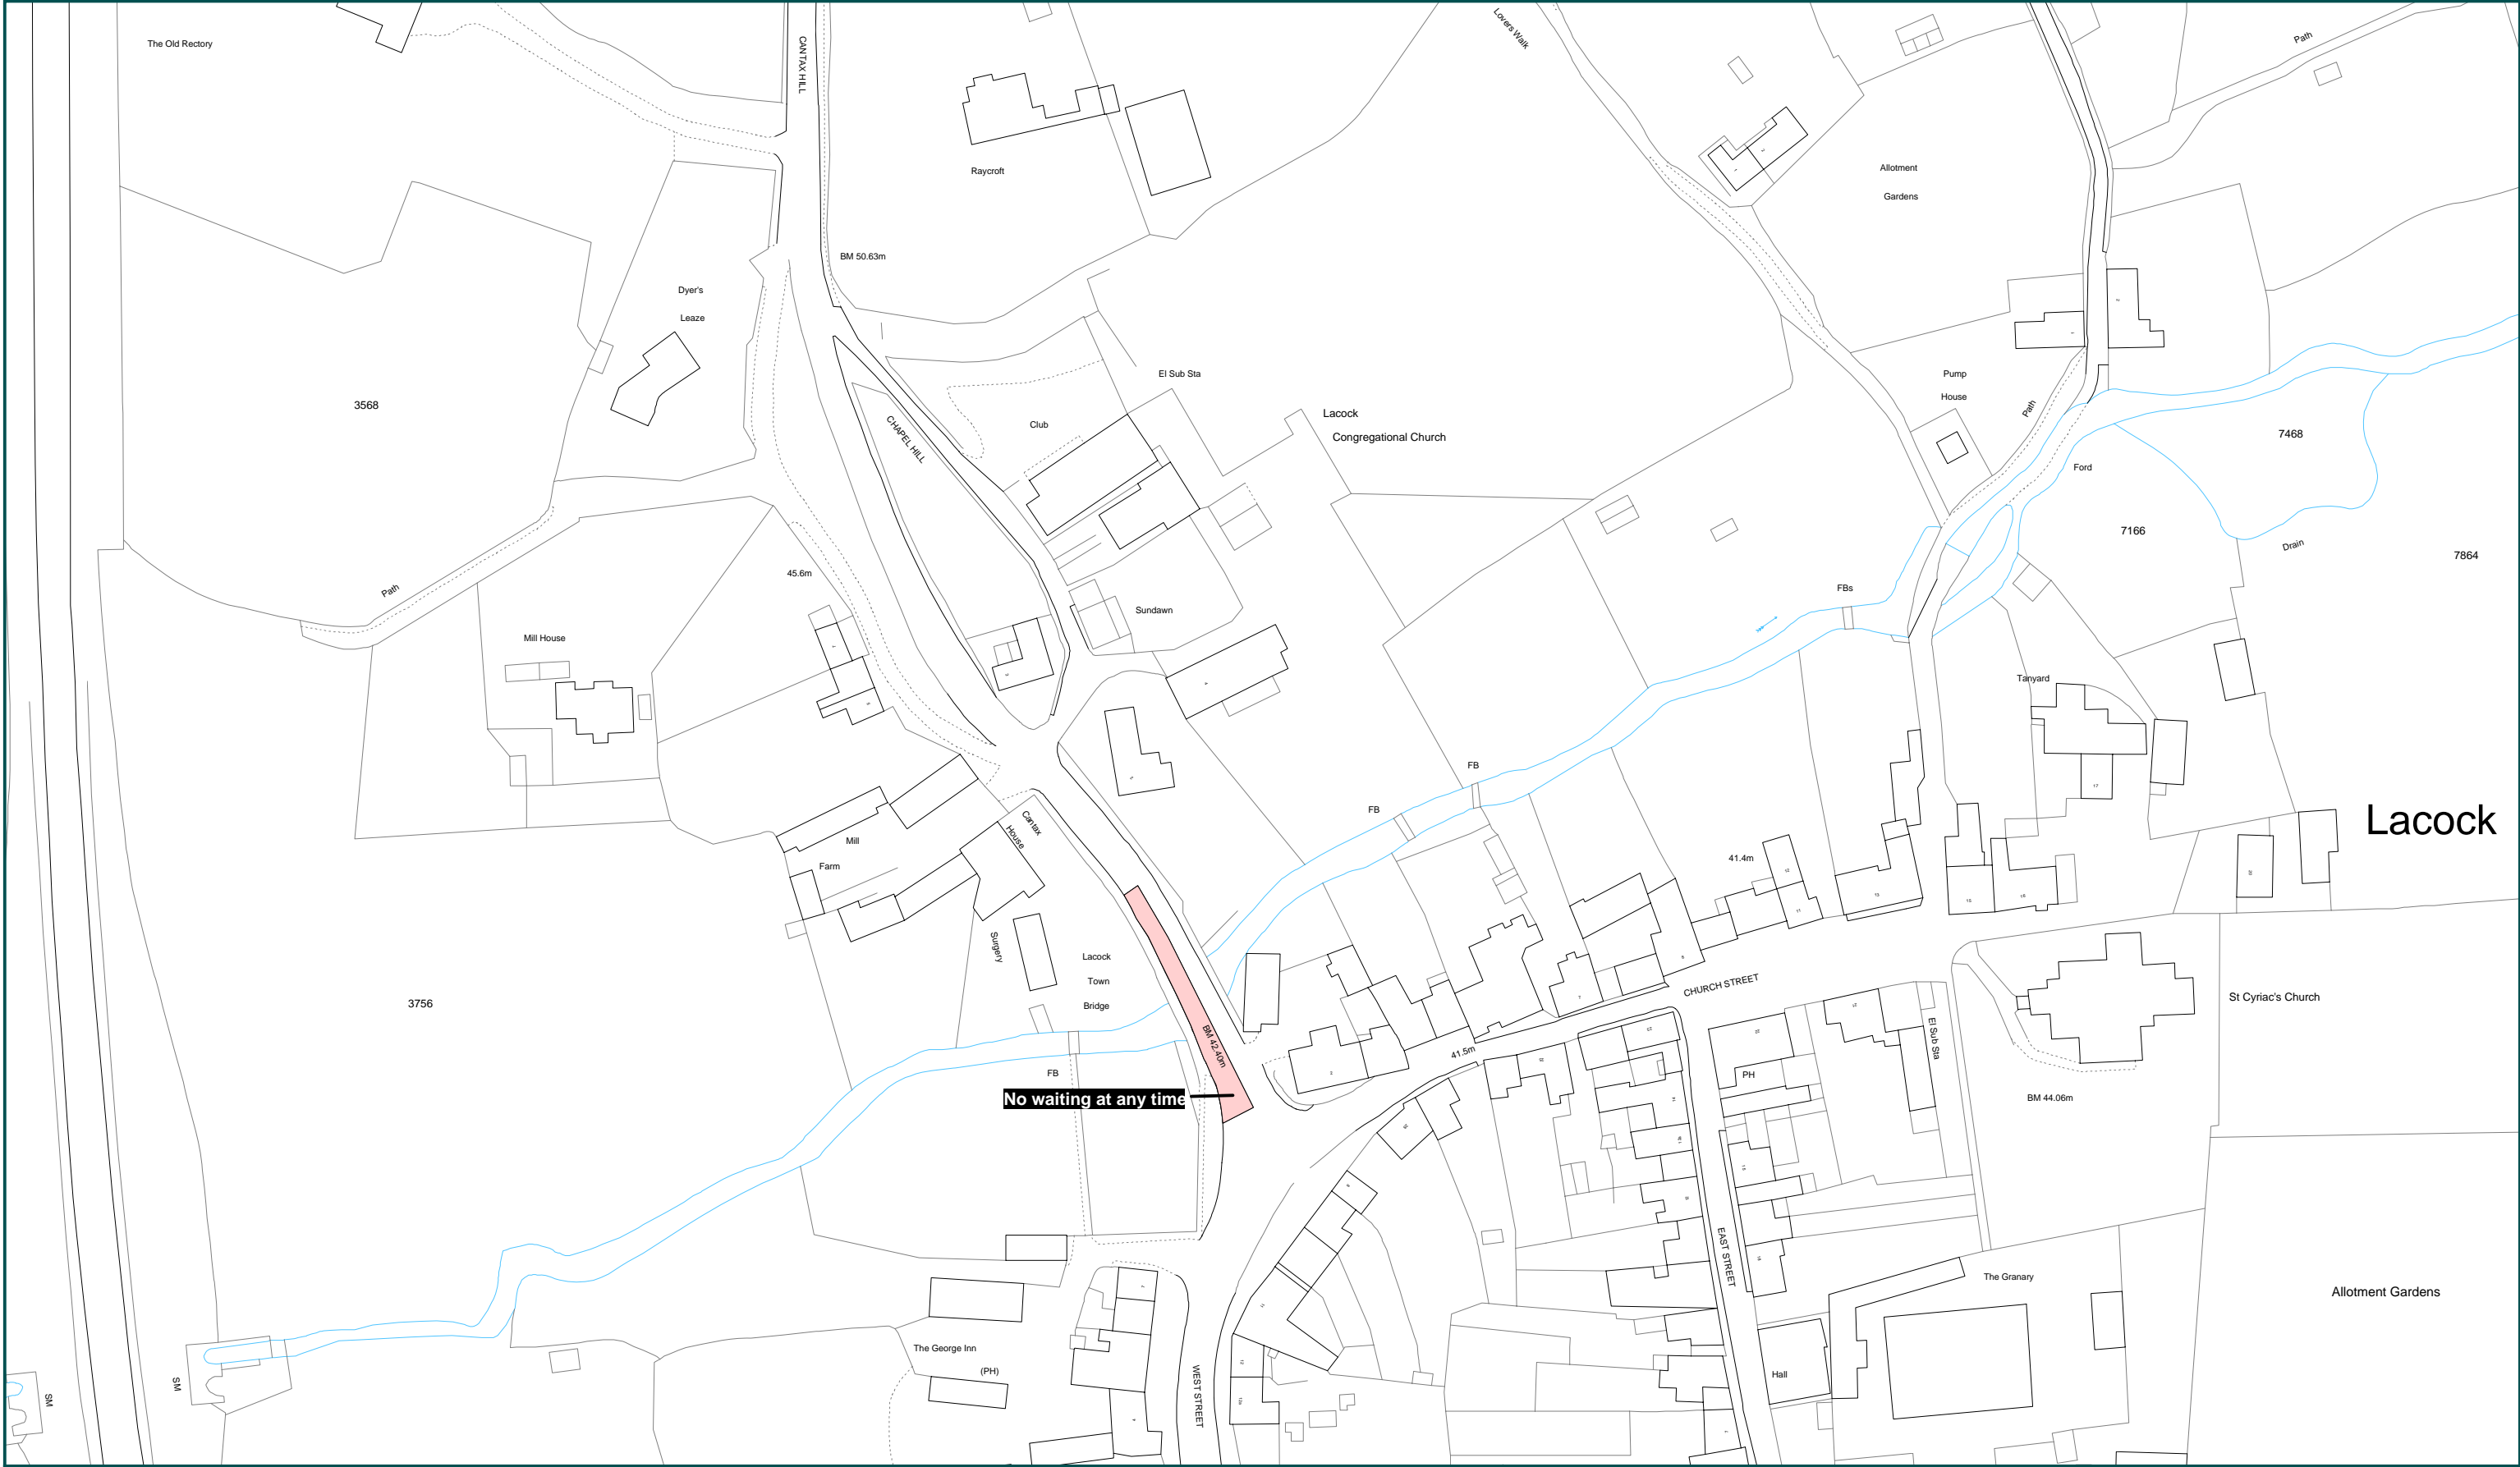 The Old Rectory
CANTAX HILL
Lovers Walk
Path
Raycroft
Allotment
Gardens
BM 50.63m
Dyer's
Leaze
El Sub Sta
Pump
House
3568
Lacock
Congregational Church
Path
Club
CHAPEL HILL
7468
Ford
7166
Drain
7864
45.6m
Path
FBs
Mill House
Sundawn
Tanyard
FB
17
FB
Lacock
Cantax
House
Mill
Farm
41.4m
Surgery
Lacock
Town
Bridge
3756
CHURCH STREET
St Cyriac's Church
BM 42.40m
El Sub Sta
41.5m
FB
PH
No waiting at any time
BM 44.06m
EAST STREET
The Granary
Allotment Gardens
The George Inn
(PH)
WEST STREET
Hall
SM
SM